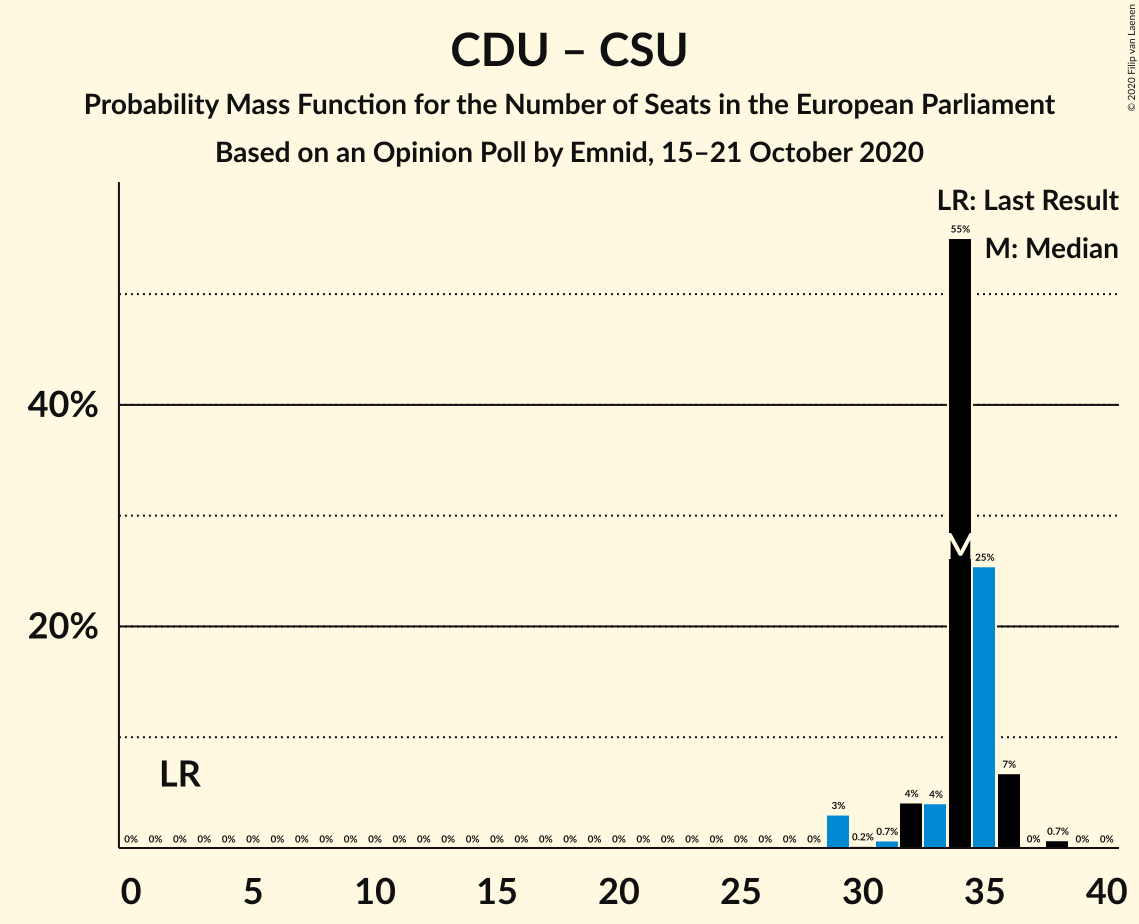 CDU – CSU
Probability Mass Function for the Number of Seats in the European Parliament
Based on an Opinion Poll by Emnid, 15–21 October 2020
© 2020 Filip van Laenen
LR: Last Result
M: Median
55%
40%
M
25%
20%
LR
7%
4% 4%
3%
0% 0% 0% 0% 0% 0% 0% 0% 0% 0% 0% 0% 0% 0% 0% 0% 0% 0% 0% 0% 0% 0% 0% 0% 0% 0% 0% 0% 0% 0.2% 0.7% 0% 0.7% 0% 0%
0 5 10 15 20 25 30 35 40